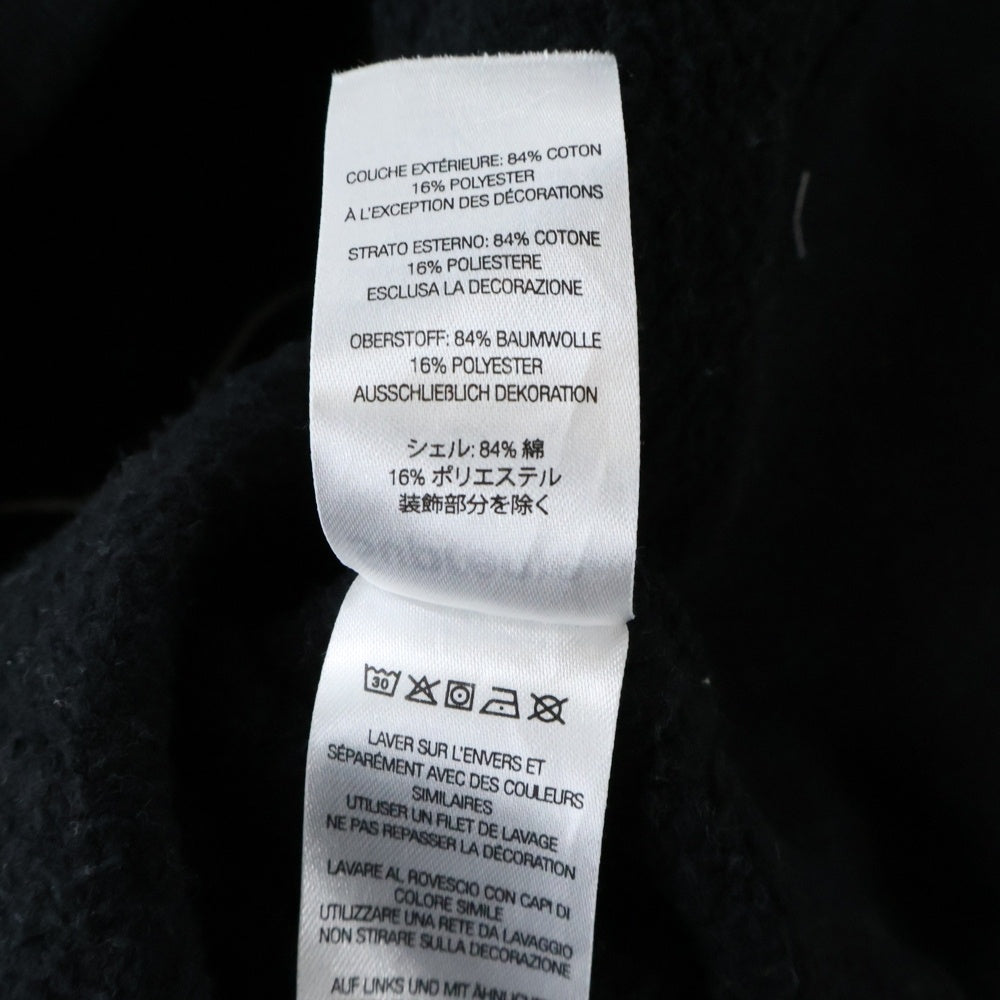 COUCHE EXTÉRIEURE: 84% COTON
16% POLYESTER
À L'EXCEPTION DES DÉCORATIONS
STRATO ESTERNO: 84% COTONE
16% POLIESTERE
ESCLUSA LA DECORAZIONE
OBERSTOFF: 84% BAUMWOLLE
16% POLYESTER
AUSSCHLIEßLICH DEKORATION
シェル: 84% 綿
16% ポリエステル
装飾部分を除く
30
LAVER SUR L'ENVERS ET
SÉPARÉMENT AVEC DES COULEURS
SIMILAIRES
UTILISER UN FILET DE LAVAGE
NE PAS REPASSER LA DÉCORATION
LAVARE AL ROVESCIO CON CAPI DI
COLORE SIMILE
UTILIZZARE UNA RETE DA LAVAGGIO
NON STIRARE SULLA DECORAZIONE
AUF LINKS UND MIT ÄHNLICHEN